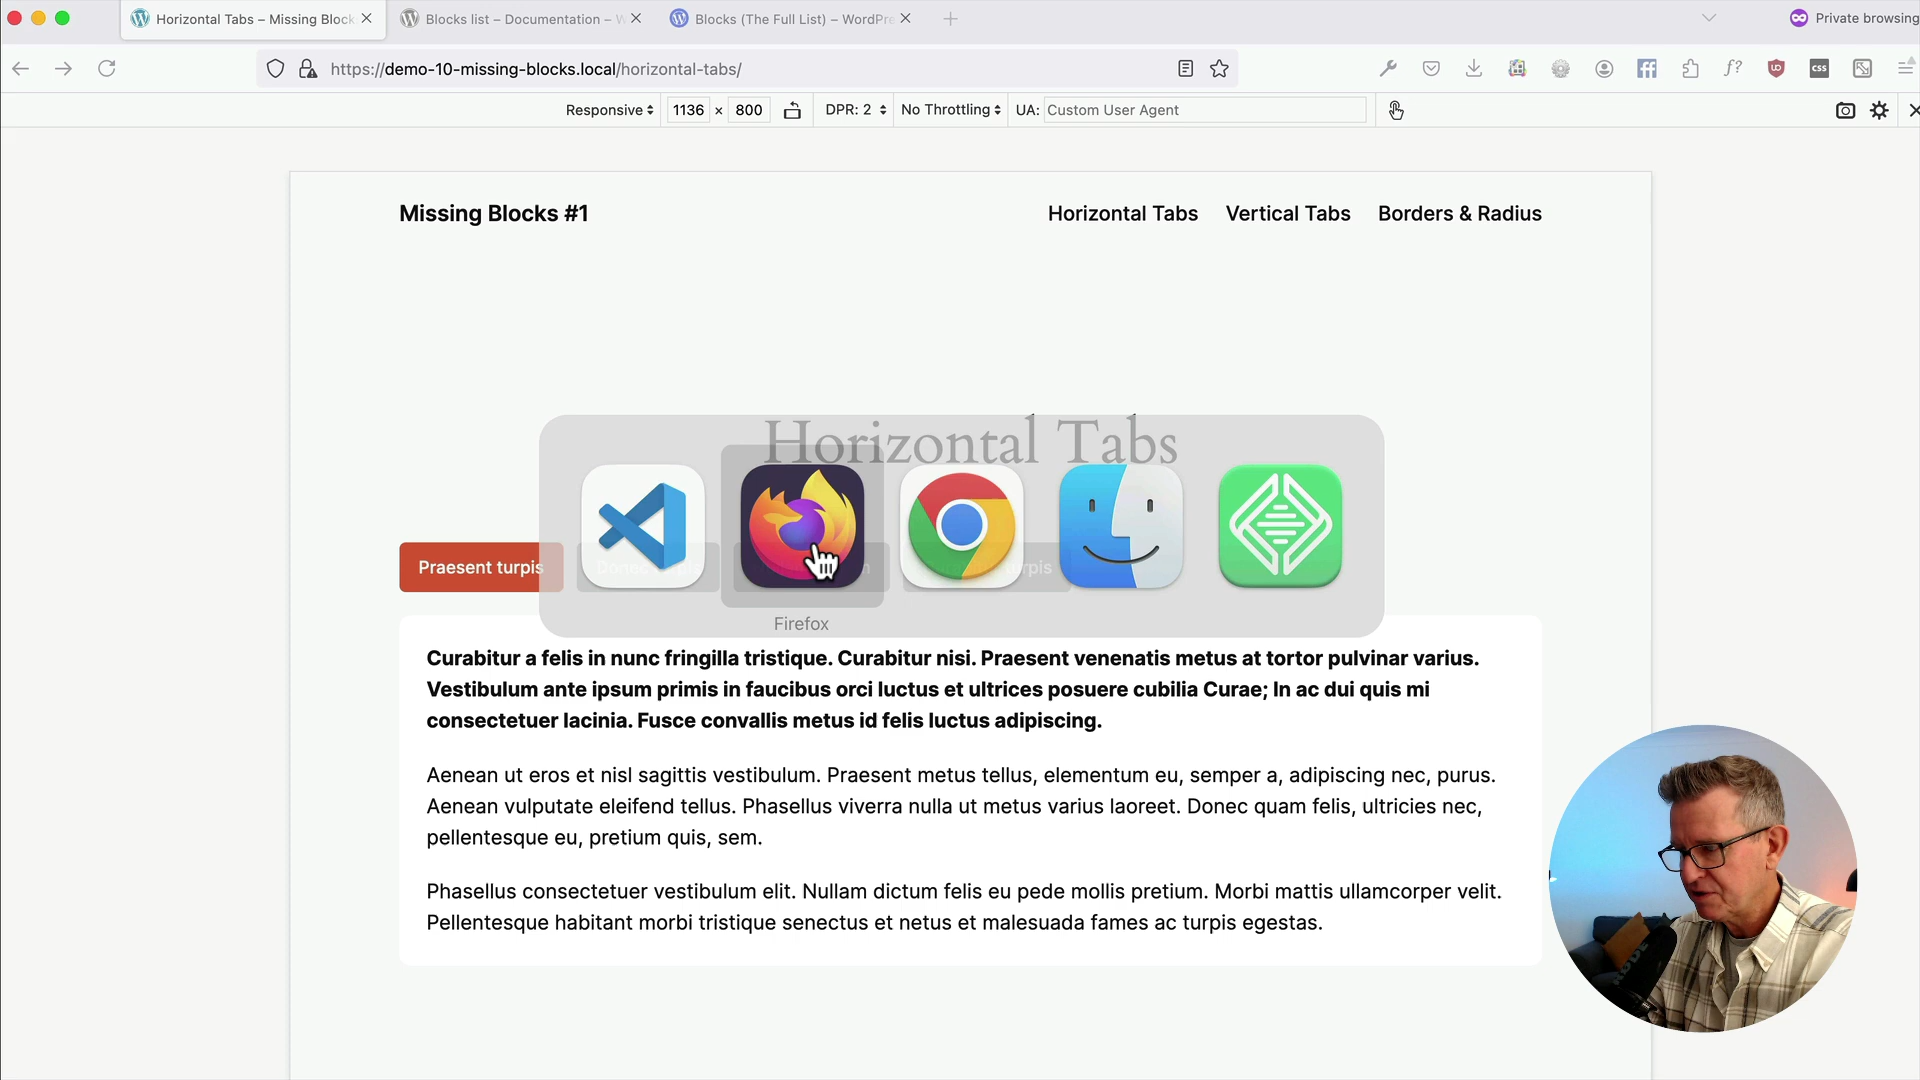 Horizontal Tabs – Missing Block
Blocks list – Documentation – W
Blocks (The Full List) – WordPre
Private browsing
https://demo-10-missing-blocks.local/horizontal-tabs/
Responsive
1136 × 800
DPR: 2
No Throttling
UA: Custom User Agent
Missing Blocks #1
Horizontal Tabs
Vertical Tabs
Borders & Radius
Horizontal Tabs
Praesent turpis
Firefox
Curabitur a felis in nunc fringilla tristique. Curabitur nisi. Praesent venenatis metus at tortor pulvinar varius.
Vestibulum ante ipsum primis in faucibus orci luctus et ultrices posuere cubilia Curae; In ac dui quis mi
consectetuer lacinia. Fusce convallis metus id felis luctus adipiscing.
Aenean ut eros et nisl sagittis vestibulum. Praesent metus tellus, elementum eu, semper a, adipiscing nec, purus.
Aenean vulputate eleifend tellus. Phasellus viverra nulla ut metus varius laoreet. Donec quam felis, ultricies nec,
pellentesque eu, pretium quis, sem.
Phasellus consectetuer vestibulum elit. Nullam dictum felis eu pede mollis pretium. Morbi mattis ullamcorper velit.
Pellentesque habitant morbi tristique senectus et netus et malesuada fames ac turpis egestas.